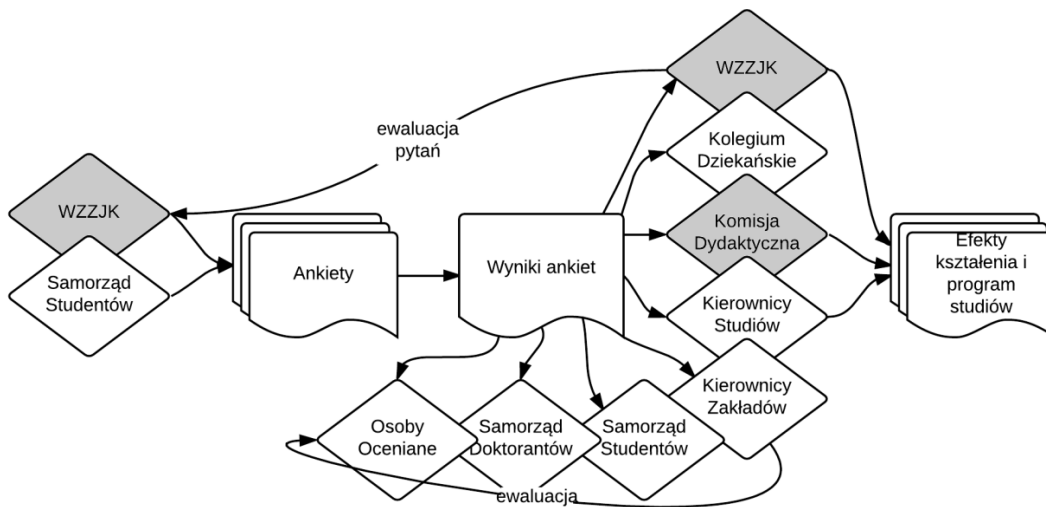 WZZJK
Kolegium
Dziekańskie
ewaluacja
pytań
WZZJK
Samorząd
Studentów
Ankiety
Wyniki ankiet
Komisja
Dydaktyczna
Efekty
kształenia i
program
studiów
Kierownicy
Studiów
Kierownicy
Zakładów
Osoby
Oceniane
Samorząd
Doktorantów
Samorząd
Studentów
ewaluacja